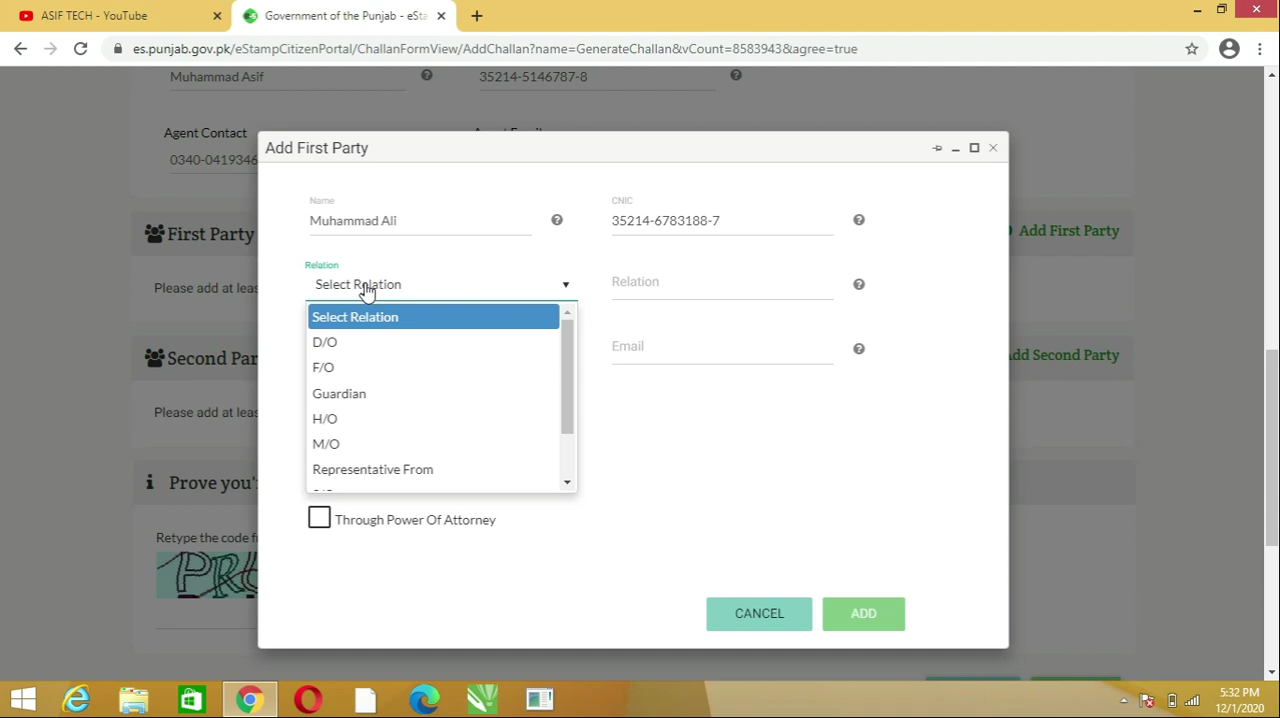 ASIF TECH - YouTube
Government of the Punjab - eSta
es.punjab.gov.pk/eStampCitizenPortal/ChallanFormView/AddChallan?name=GenerateChallan&vCount=8583943&agree=true
Muhammad Asif
35214-5146787-8
Agent Contact
0340-0419346
Add First Party
Name
Muhammad Ali
CNIC
35214-6783188-7
First Party
Add First Party
Relation
Select Relation
Relation
Please add at leas
Select Relation
D/O
F/O
Guardian
H/O
M/O
Representative From
Email
Second Par
Add Second Party
Please add at leas
Prove you'
Through Power Of Attorney
Retype the code f
CANCEL
ADD
5:32 PM
12/1/2020